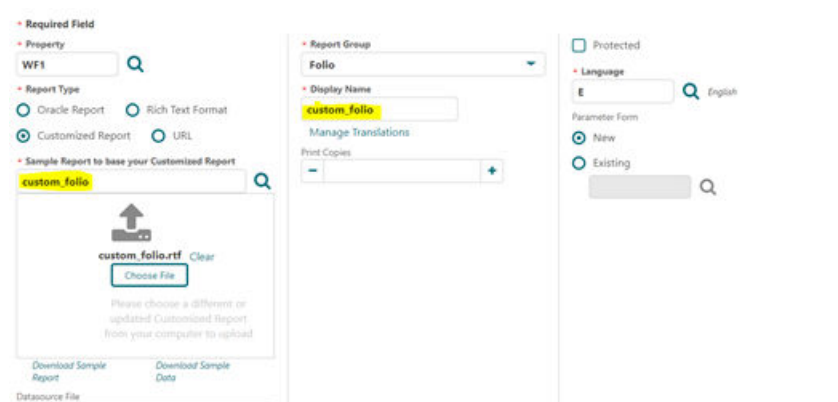 * Required Field
* Property
WF1
* Report Type
Oracle Report
Rich Text Format
Customized Report
URL
* Sample Report to base your Customized Report
custom_folio
custom_folio.rtf Clear
Choose File
Please choose a different or
updated Customized Report
from your computer to upload
Download Sample
Report
Download Sample
Data
Datasource File
* Report Group
Folio
* Display Name
custom_folio
Manage Translations
Print Copies
−
+
Protected
* Language
E
English
Parameter Form
New
Existing